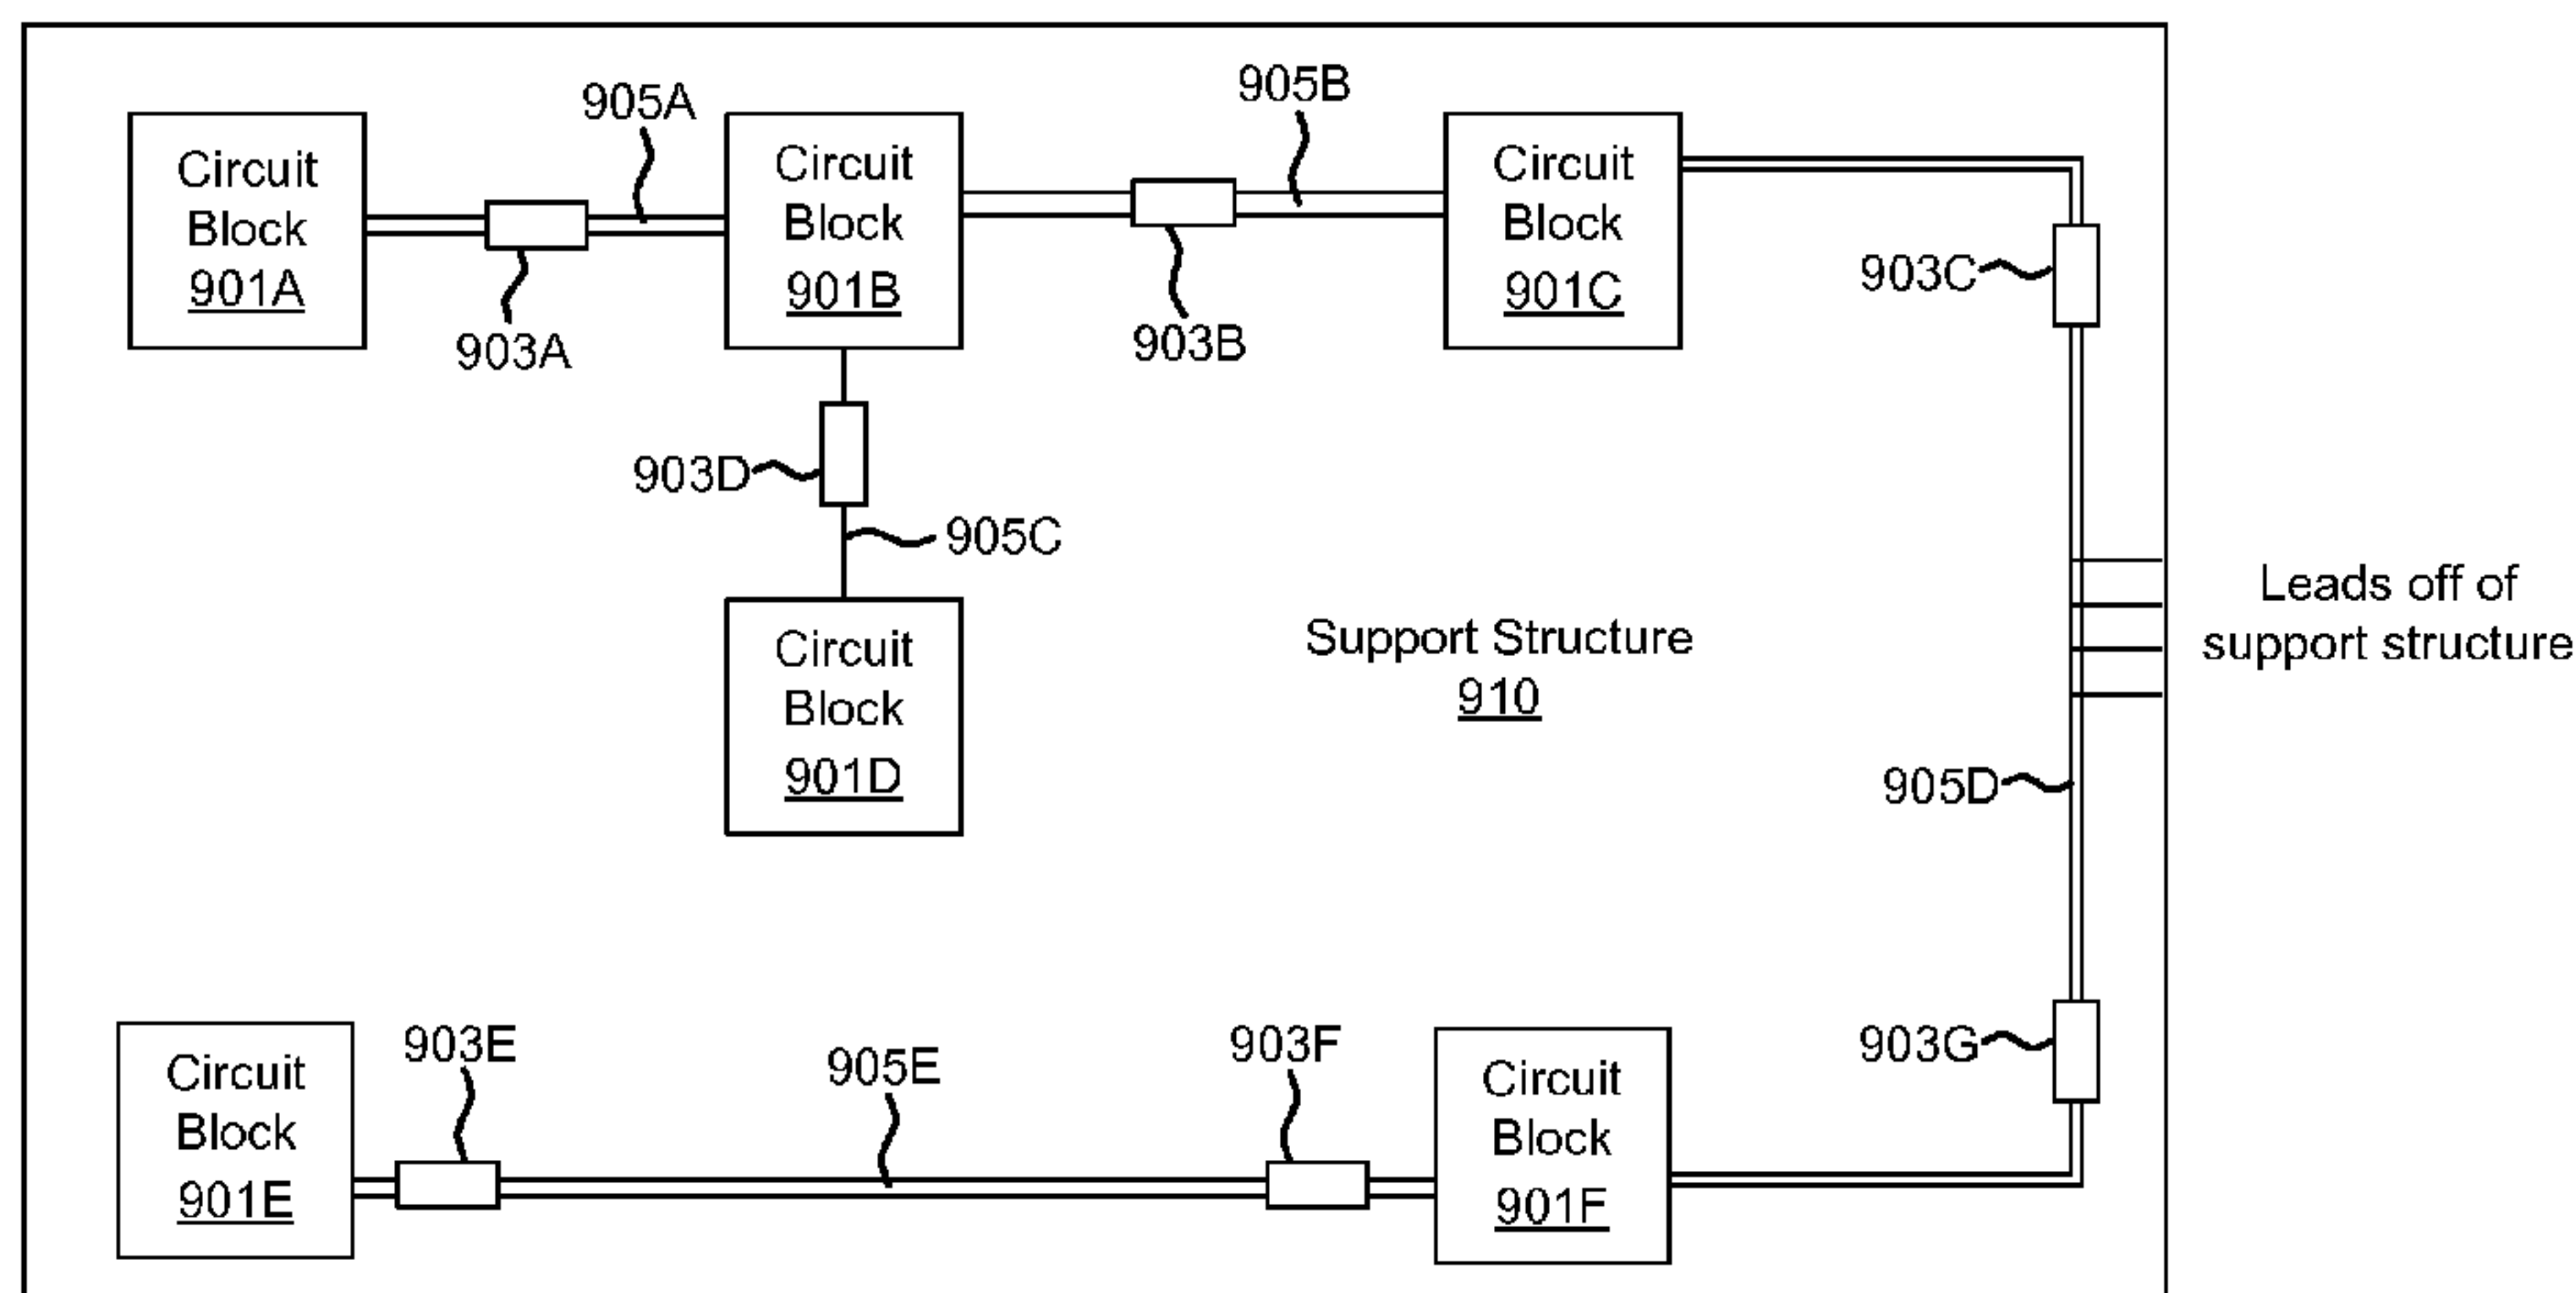 905A
905B
Circuit
Block
901A
Circuit
Block
901B
Circuit
Block
901C
903A
903B
903C
903D
905C
Circuit
Block
901D
Support Structure
910
Leads off of
support structure
905D
Circuit
Block
901E
903E
905E
903F
Circuit
Block
901F
903G